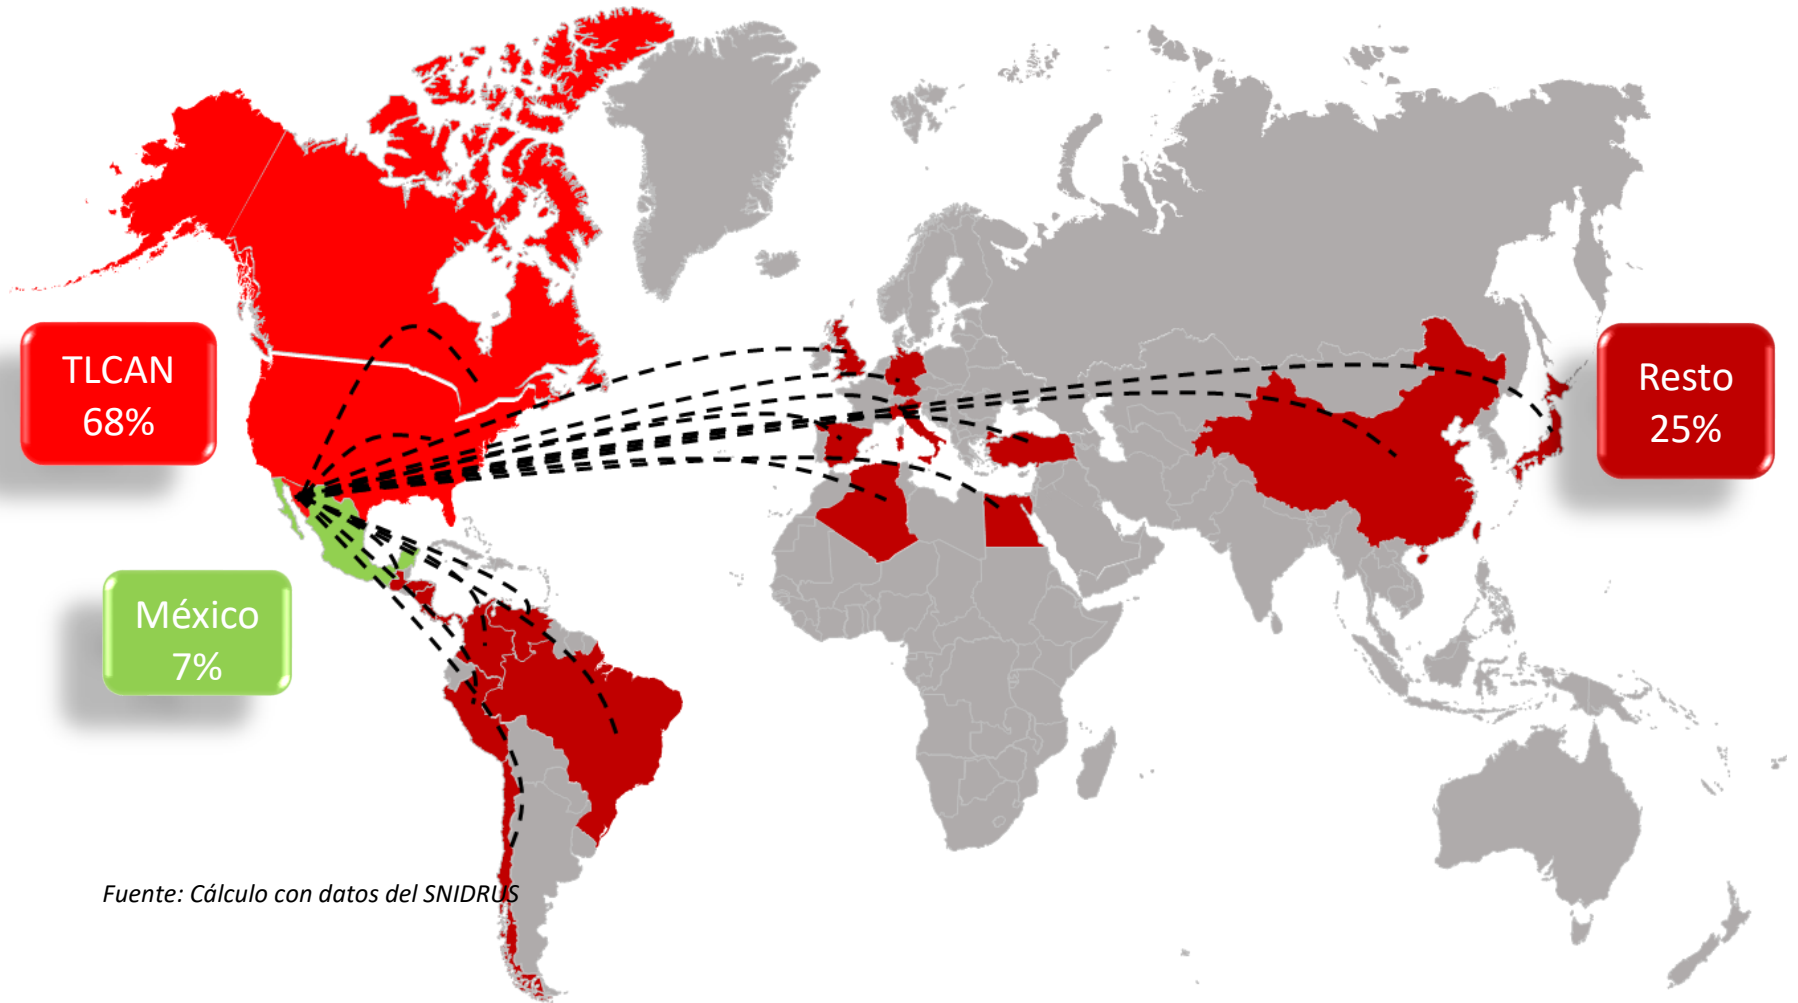 TLCAN
68%
Resto
25%
México
7%
Fuente: Cálculo con datos del SNIDRUS